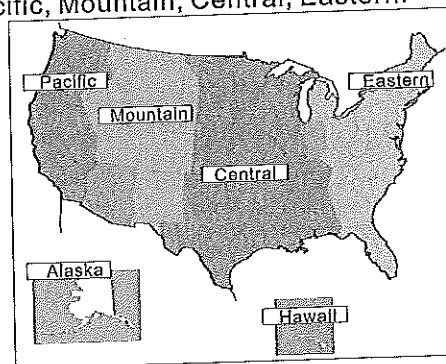 cific, Mountain, Central, Eastern.
Pacific
Eastern
Mountain
Central
Alaska
Hawaii